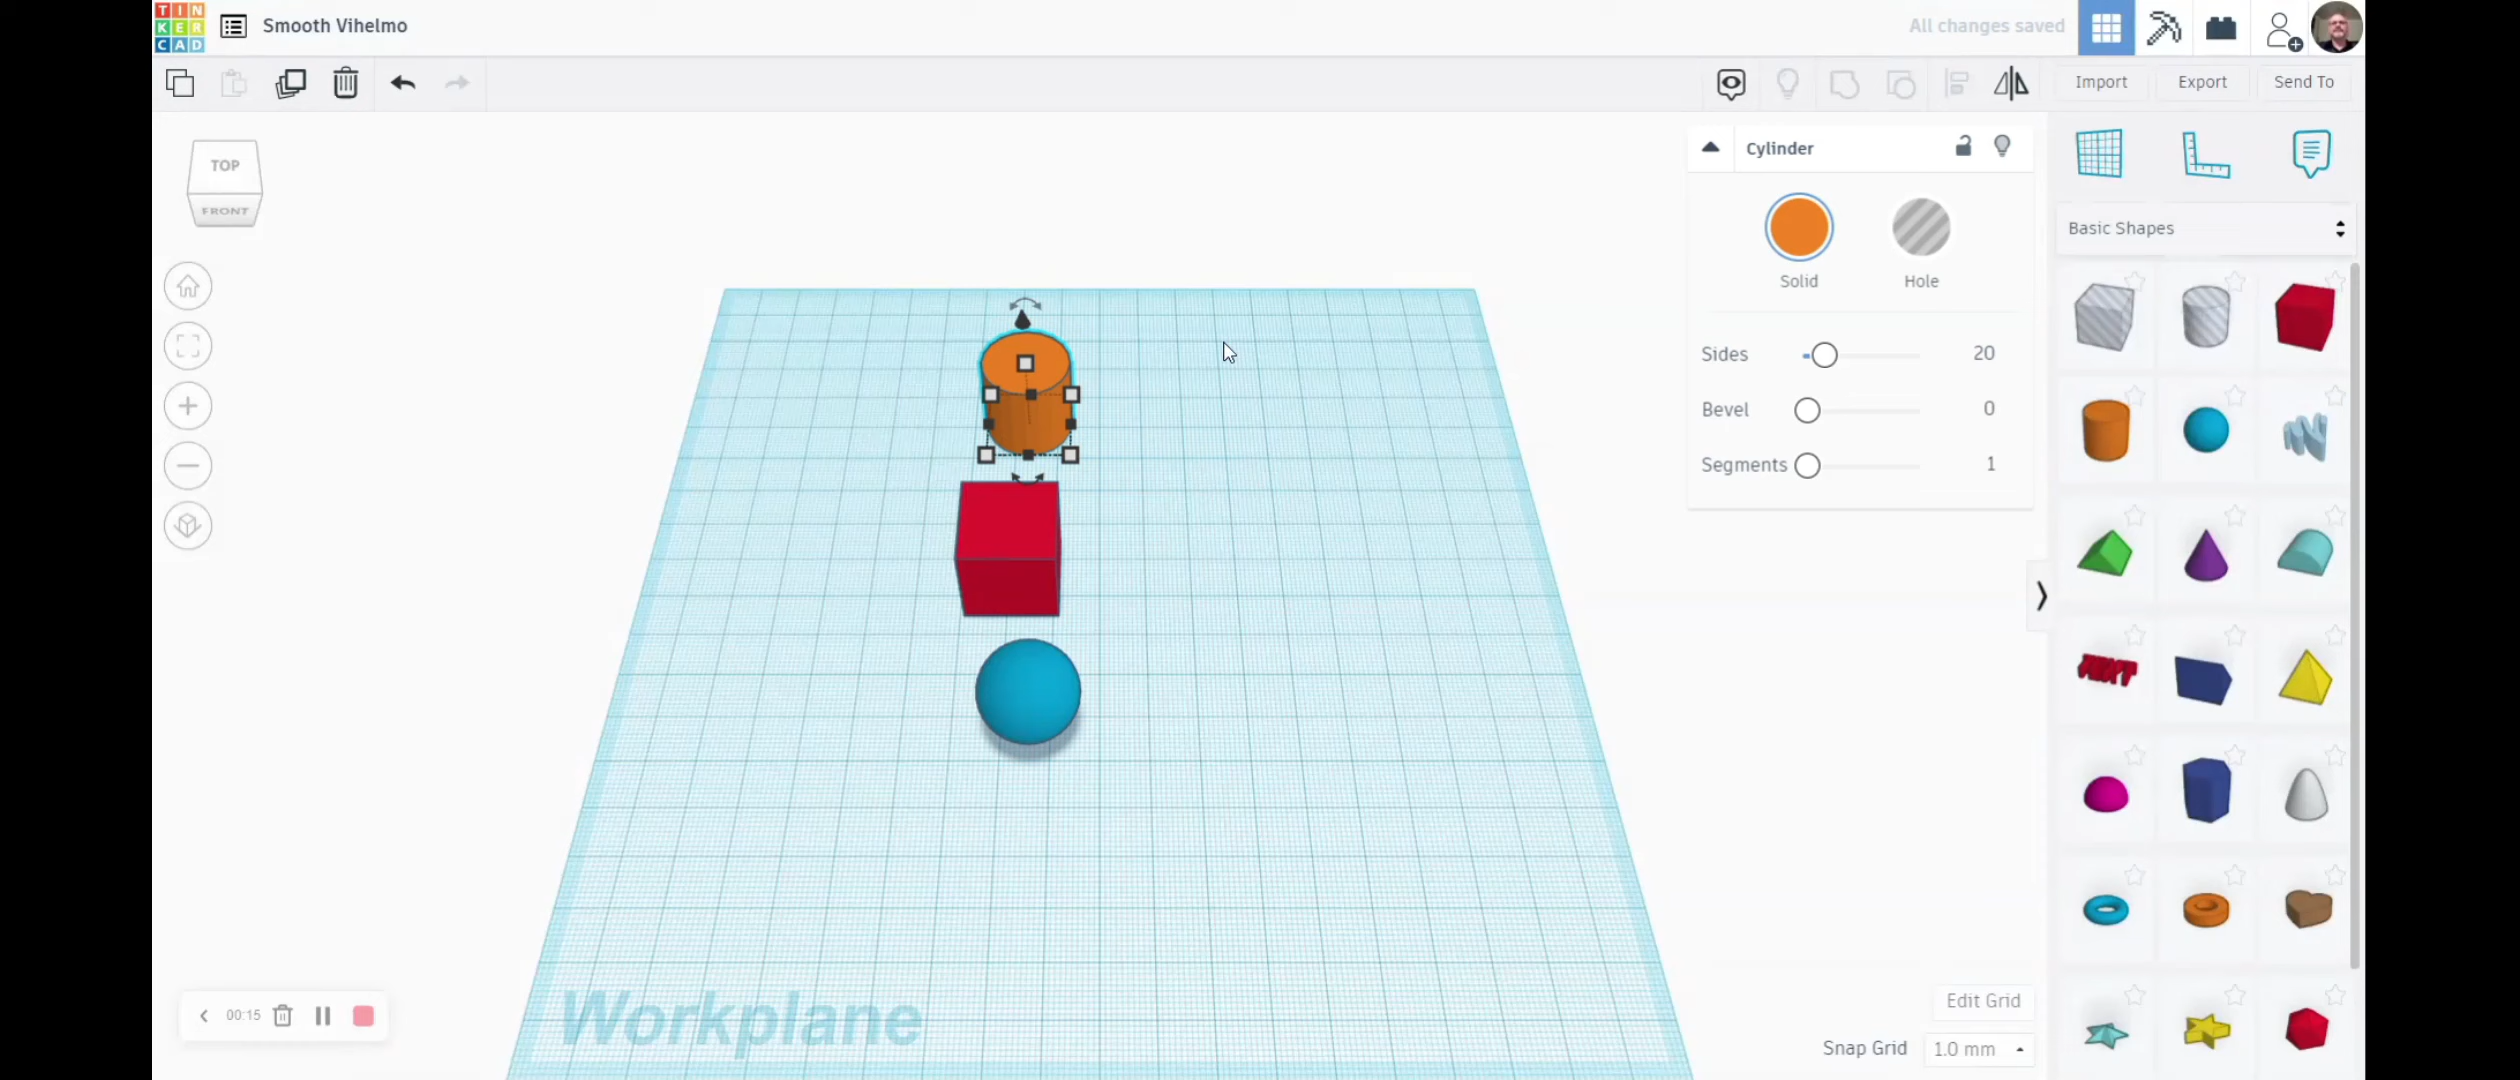 TIN
KER
CAD
Smooth Vihelmo
All changes saved
Import
Export
Send To
TOP
FRONT
Cylinder
Solid
Hole
Sides
20
Bevel
0
Segments
1
Basic Shapes
TEXT
Workplane
00:15
Edit Grid
Snap Grid
1.0 mm